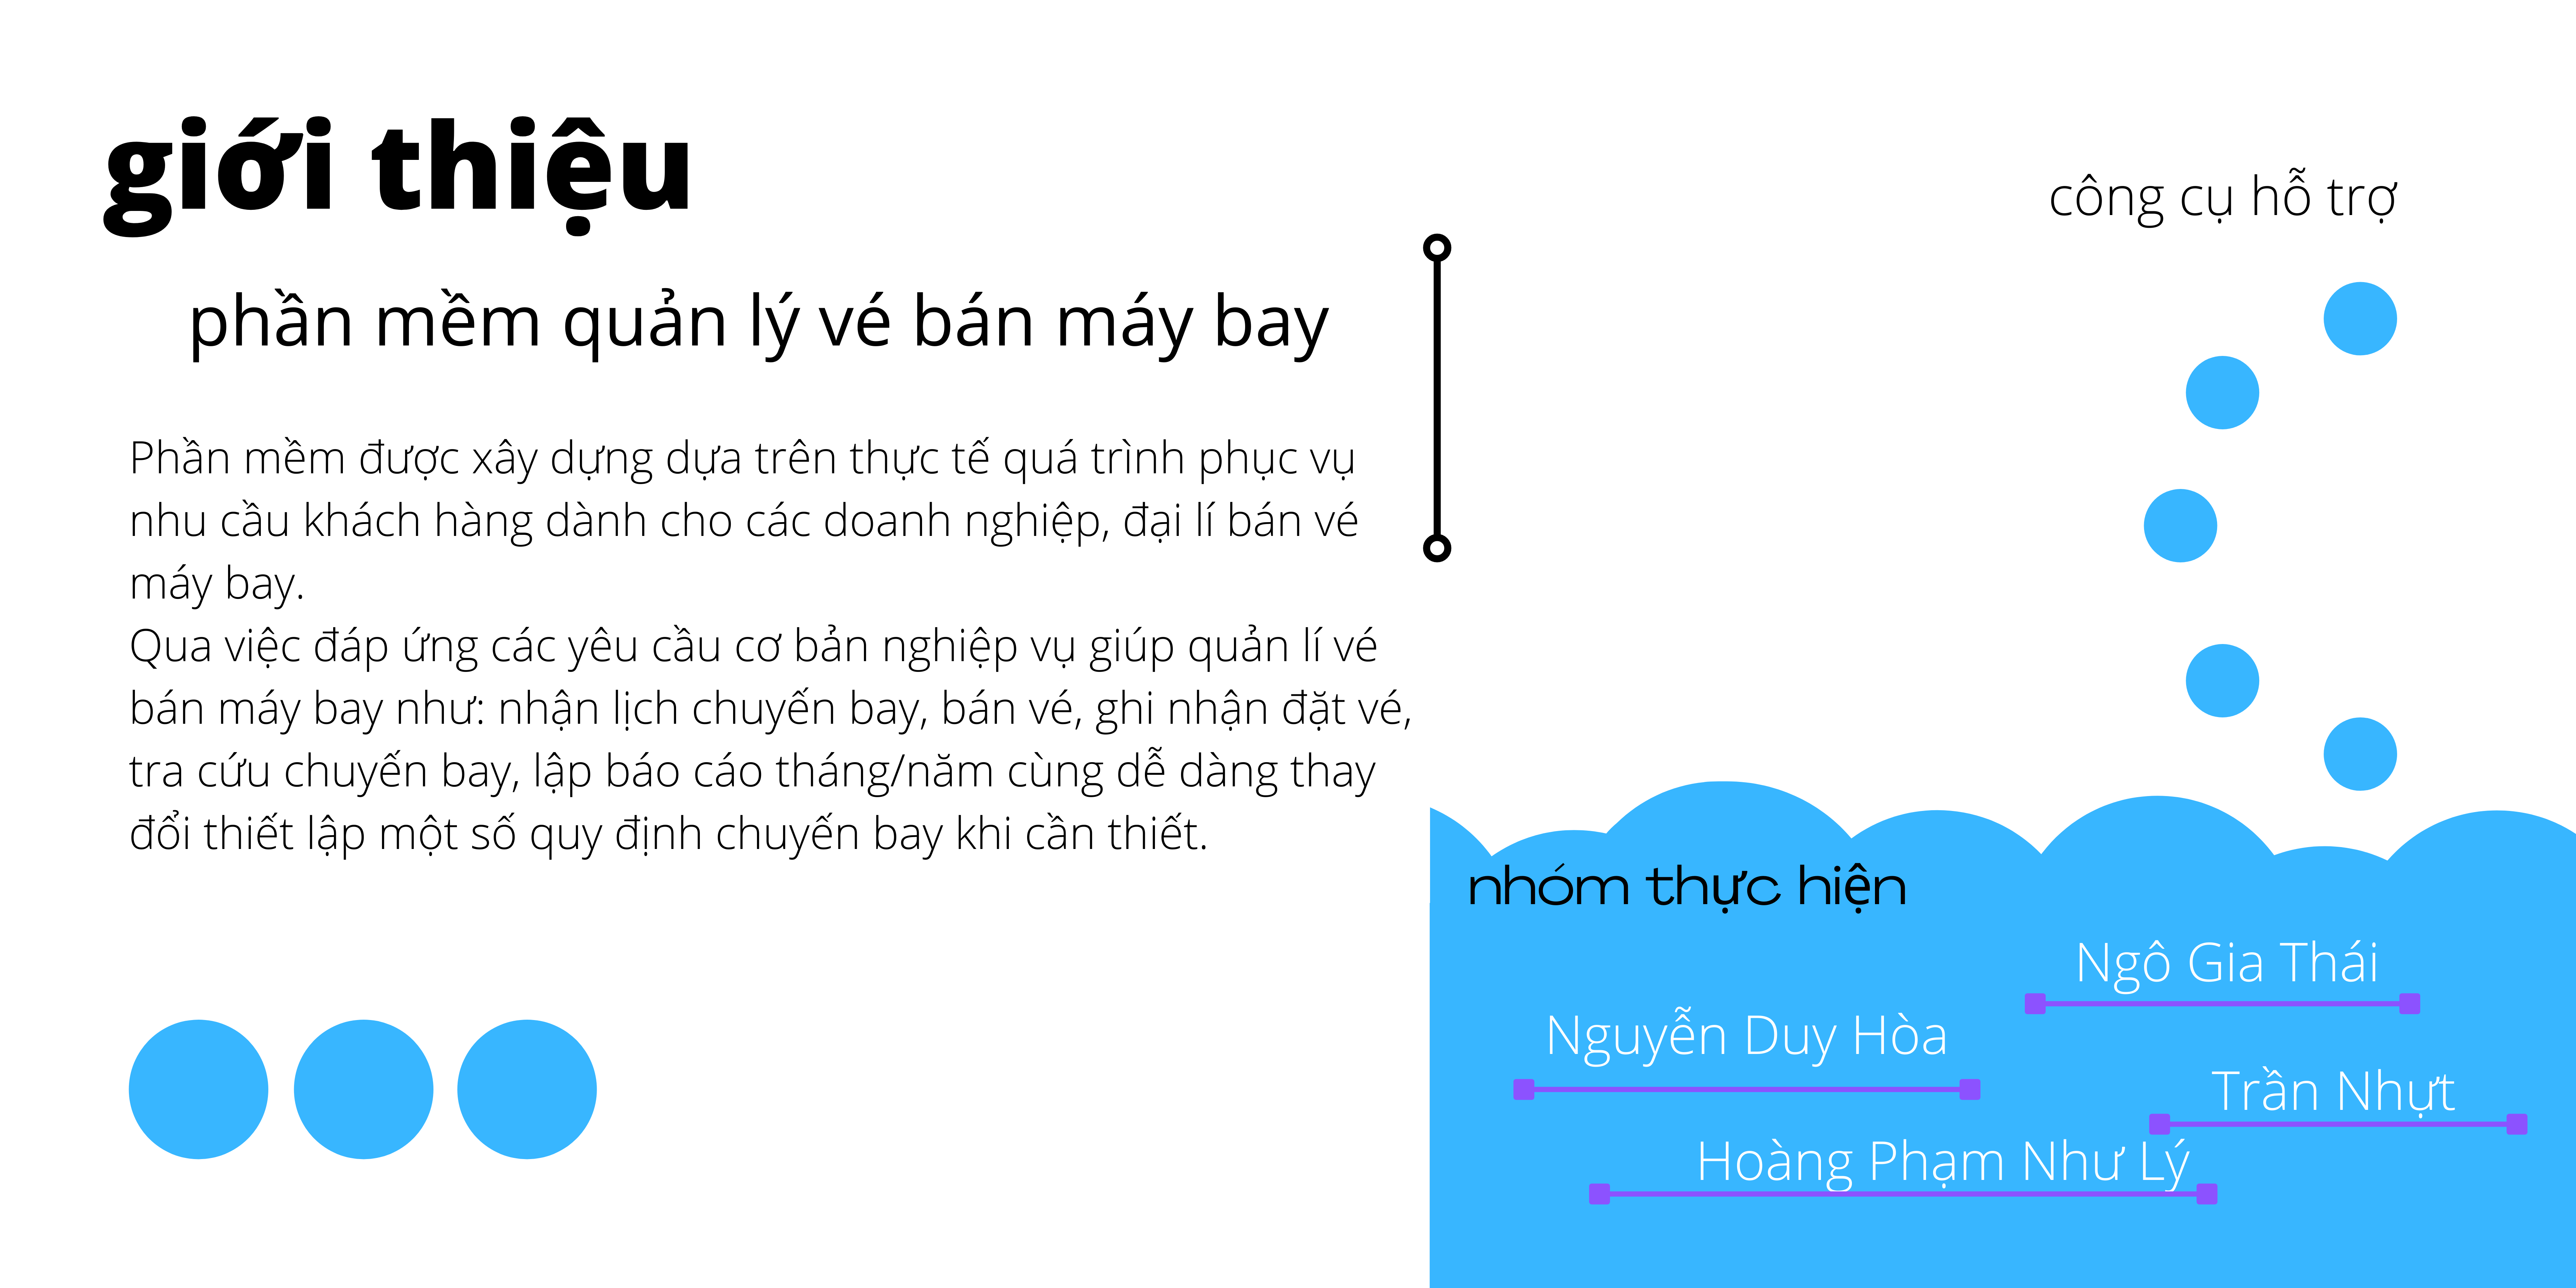 giới thiệu
phần mềm quản lý vé bán máy bay
Phần mềm được xây dựng dựa trên thực tế quá trình phục vụ
nhu cầu khách hàng dành cho các doanh nghiệp, đại lí bán vé
máy bay.
Qua việc đáp ứng các yêu cầu cơ bản nghiệp vụ giúp quản lí vé
bán máy bay như: nhận lịch chuyến bay, bán vé, ghi nhận đặt vé,
tra cứu chuyến bay, lập báo cáo tháng/năm cùng dễ dàng thay
đổi thiết lập một số quy định chuyến bay khi cần thiết.
công cụ hỗ trợ
nhóm thực hiện
Ngô Gia Thái
Nguyễn Duy Hòa
Trần Nhựt
Hoàng Phạm Như Lý